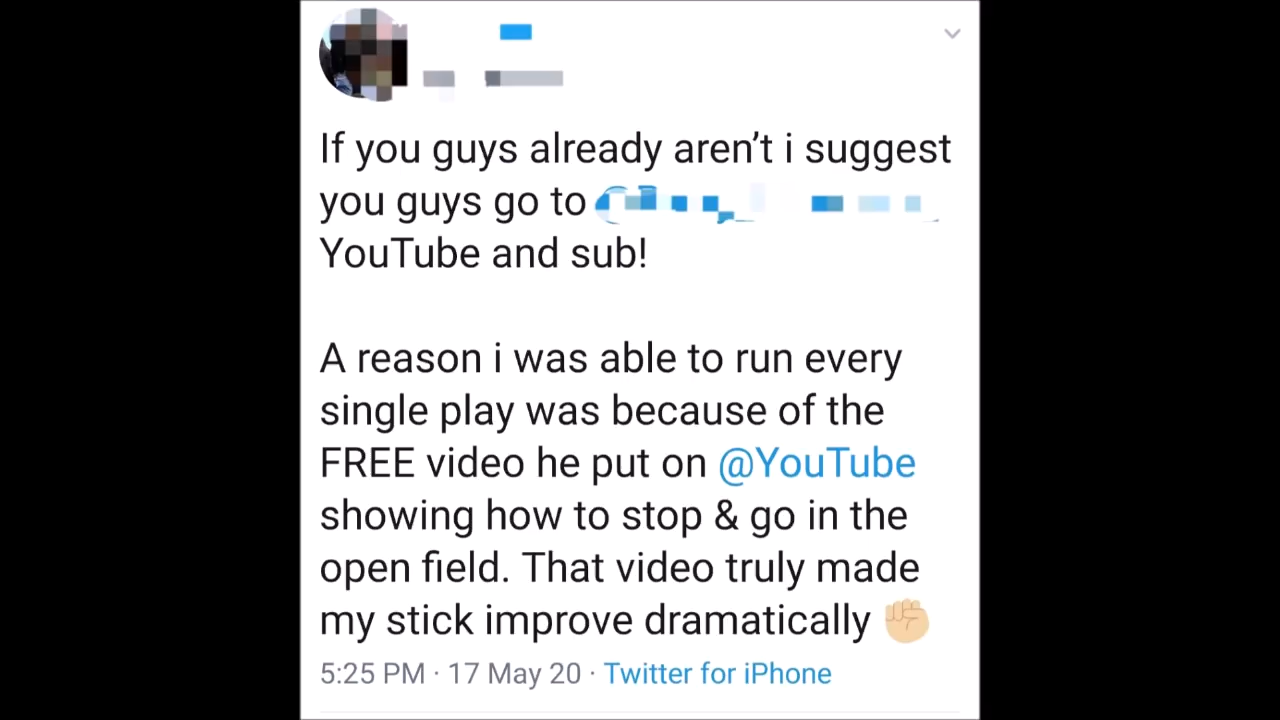 If you guys already aren’t i suggest
you guys go to
YouTube and sub!
A reason i was able to run every
single play was because of the
FREE video he put on @YouTube
showing how to stop & go in the
open field. That video truly made
my stick improve dramatically ✊🏼
5:25 PM · 17 May 20 · Twitter for iPhone